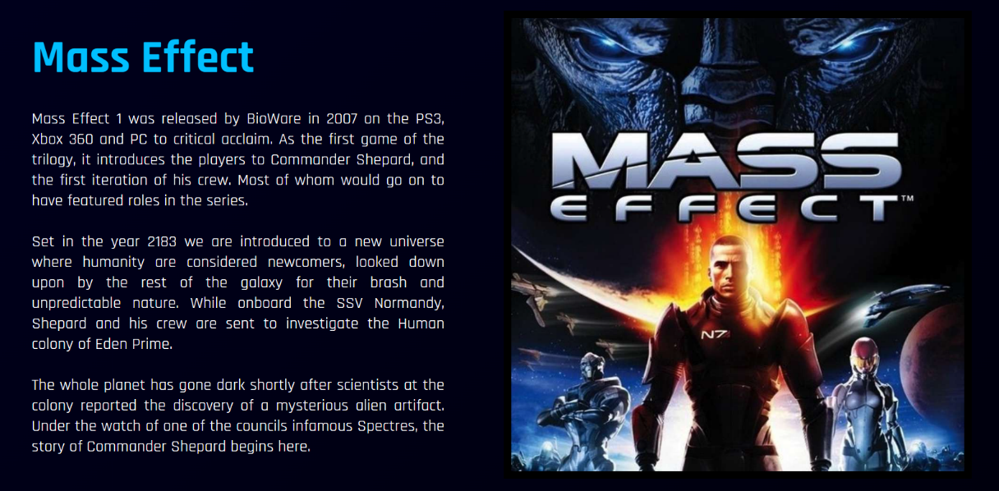 Mass Effect
Mass Effect 1 was released by BioWare in 2007 on the PS3,
Xbox 360 and PC to critical acclaim. As the first game of the
trilogy, it introduces the players to Commander Shepard, and
the first iteration of his crew. Most of whom would go on to
have featured roles in the series.
Set in the year 2183 we are introduced to a new universe
where humanity are considered newcomers, looked down
upon by the rest of the galaxy for their brash and
unpredictable nature. While onboard the SSV Normandy,
Shepard and his crew are sent to investigate the Human
colony of Eden Prime.
The whole planet has gone dark shortly after scientists at the
colony reported the discovery of a mysterious alien artifact.
Under the watch of one of the councils infamous Spectres, the
story of Commander Shepard begins here.
MASS
EFFECT™
N7